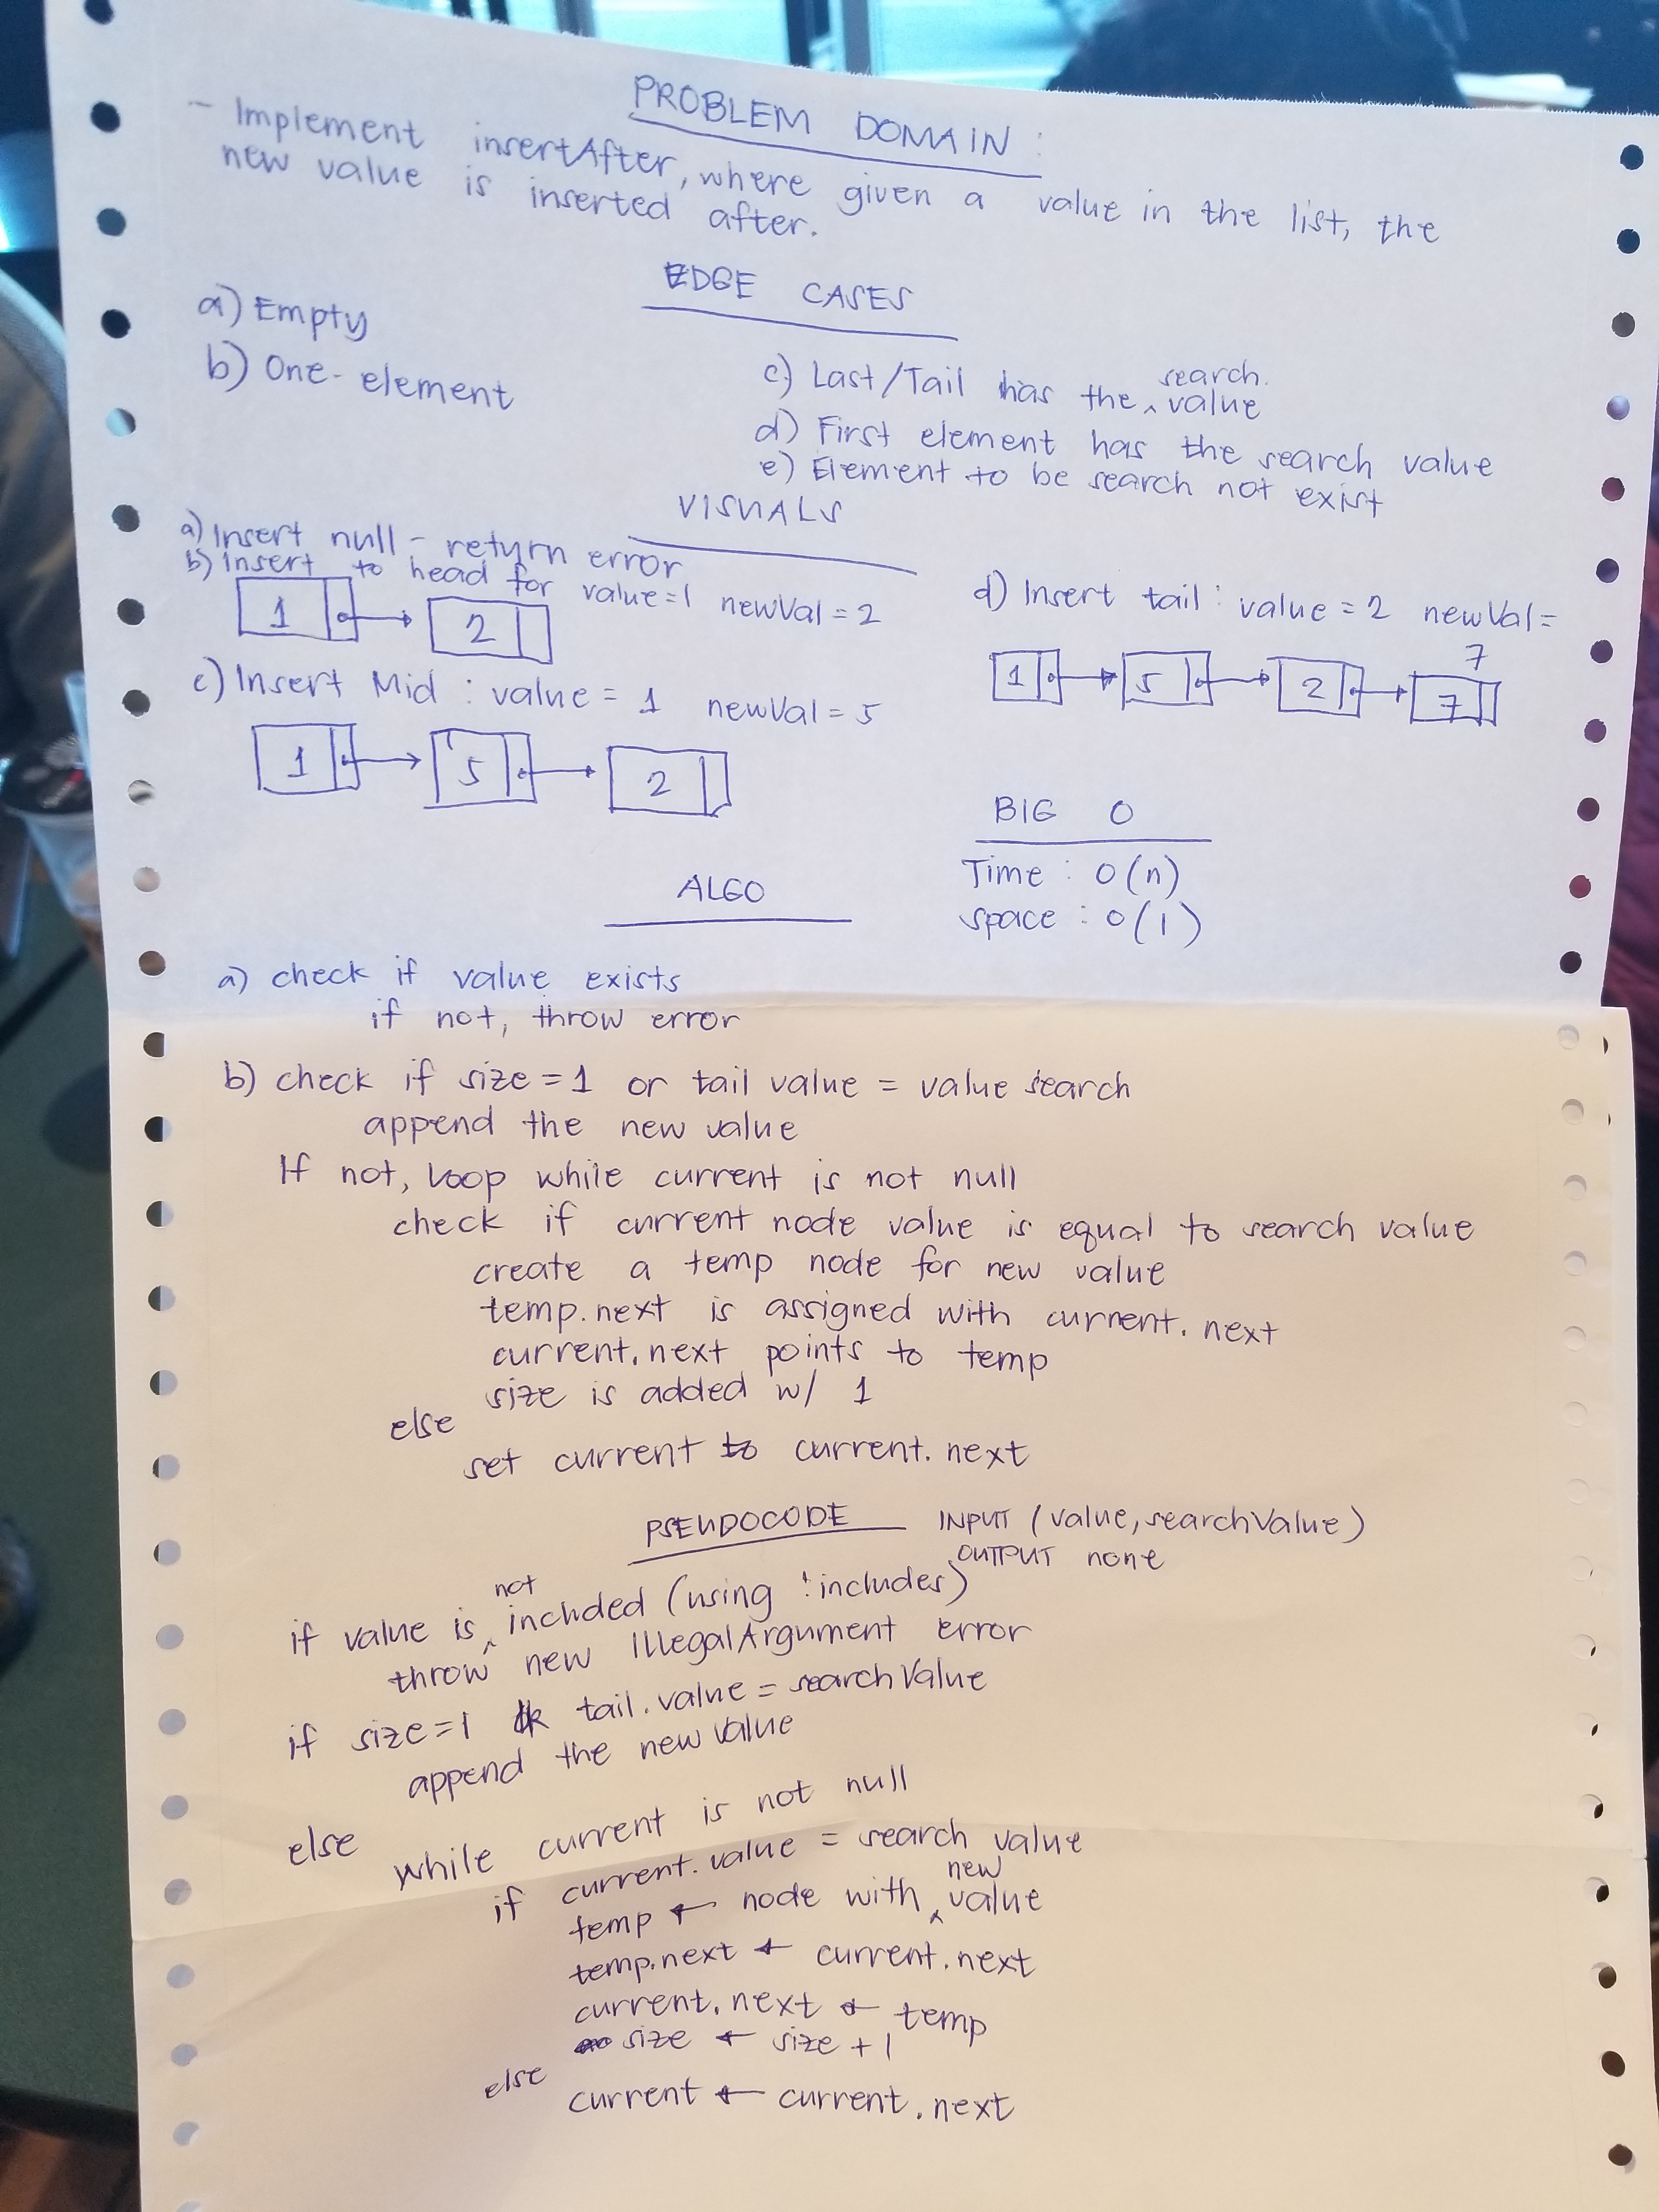 PROBLEM DOMAIN :
- Implement insertAfter, where given a value in the list, the
new value is inserted after.
EDGE CASES
a) Empty
b) One-element
c) Last/Tail has the search value
d) First element has the search value
e) Element to be search not exist
VISUALS
a) Insert null - return error
b) Insert to head for value=1 newVal = 2
1 2
c) Insert Mid : value = 1 newVal = 5
1 5 2
d) Insert tail : value = 2 newVal =
7
1 5 2 7
BIG O
Time : O(n)
space : O(1)
ALGO
a) check if value exists
if not, throw error
b) check if size = 1 or tail value = value search
append the new value
If not, loop while current is not null
check if current node value is equal to search value
create a temp node for new value
temp.next is assigned with current.next
current.next points to temp
size is added w/ 1
else
set current to current.next
PSEUDOCODE
INPUT (value, searchValue)
OUTPUT none
if value is not included (using !includes)
throw new IllegalArgument error
if size=1 tail.value = searchValue
append the new value
else
while current is not null
if current.value = search value
temp ← node with new value
temp.next ← current.next
current.next ← temp
size ← size + 1
else
current ← current.next